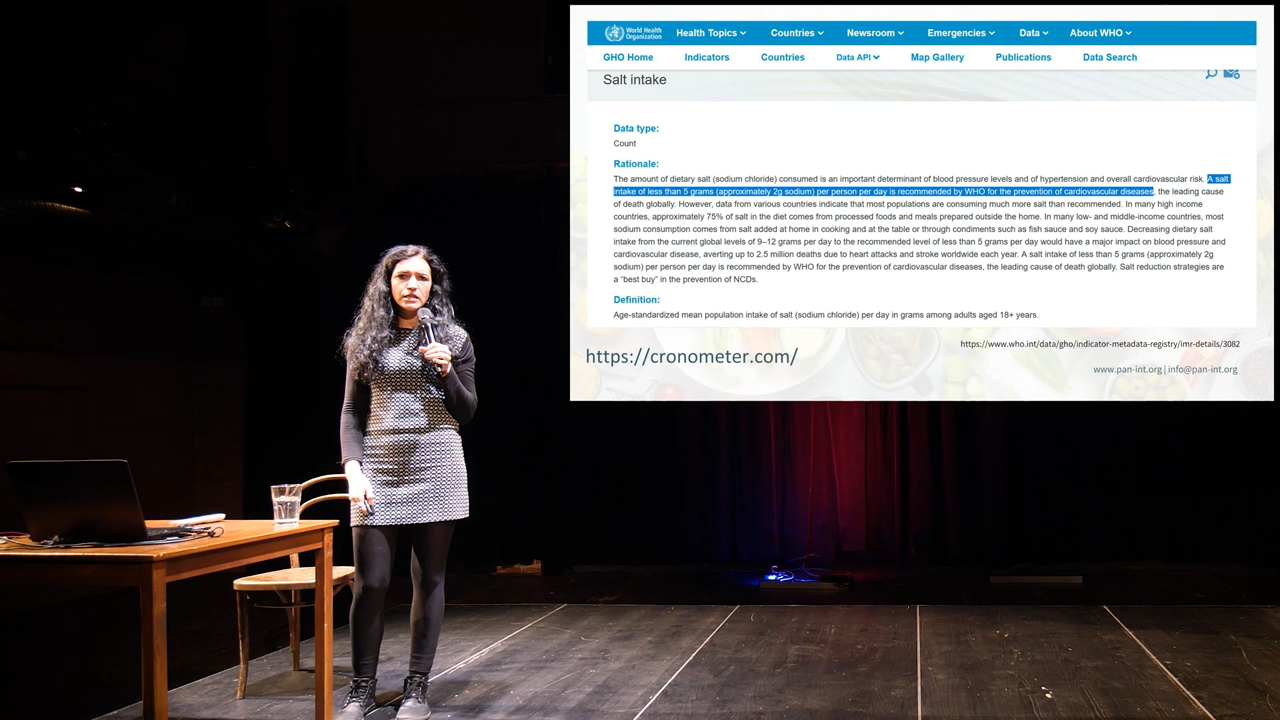 World Health
Organization
Health Topics Countries Newsroom Emergencies Data About WHO
GHO Home Indicators Countries Data API Map Gallery Publications Data Search
Salt intake
Data type:
Count
Rationale:
The amount of dietary salt (sodium chloride) consumed is an important determinant of blood pressure levels and of hypertension and overall cardiovascular risk. A salt
intake of less than 5 grams (approximately 2g sodium) per person per day is recommended by WHO for the prevention of cardiovascular diseases, the leading cause
of death globally. However, data from various countries indicate that most populations are consuming much more salt than recommended. In many high income
countries, approximately 75% of salt in the diet comes from processed foods and meals prepared outside the home. In many low- and middle-income countries, most
sodium consumption comes from salt added at home in cooking and at the table or through condiments such as fish sauce and soy sauce. Decreasing dietary salt
intake from the current global levels of 9–12 grams per day to the recommended level of less than 5 grams per day would have a major impact on blood pressure and
cardiovascular disease, averting up to 2.5 million deaths due to heart attacks and stroke worldwide each year. A salt intake of less than 5 grams (approximately 2g
sodium) per person per day is recommended by WHO for the prevention of cardiovascular diseases, the leading cause of death globally. Salt reduction strategies are
a “best buy” in the prevention of NCDs.
Definition:
Age-standardized mean population intake of salt (sodium chloride) per day in grams among adults aged 18+ years.
https://www.who.int/data/gho/indicator-metadata-registry/imr-details/3082
https://cronometer.com/
www.pan-int.org | info@pan-int.org